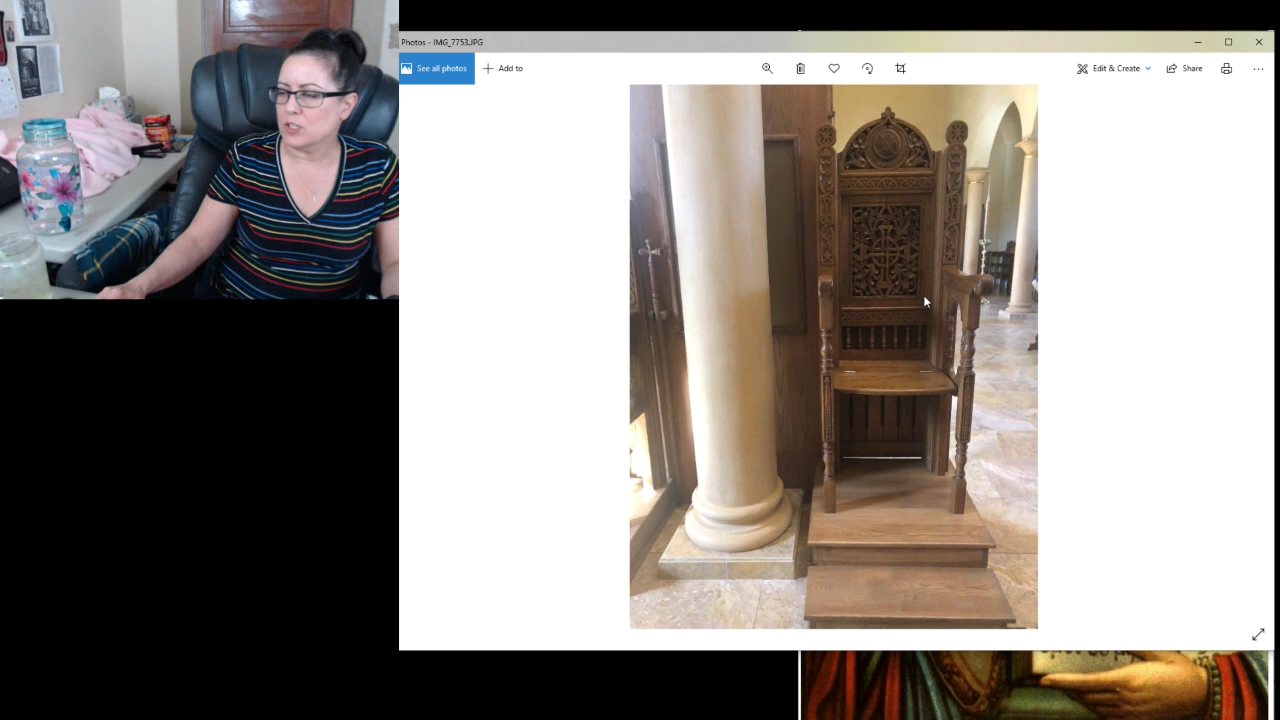 Photos - IMG_7753.JPG
See all photos
Add to
Edit & Create
Share